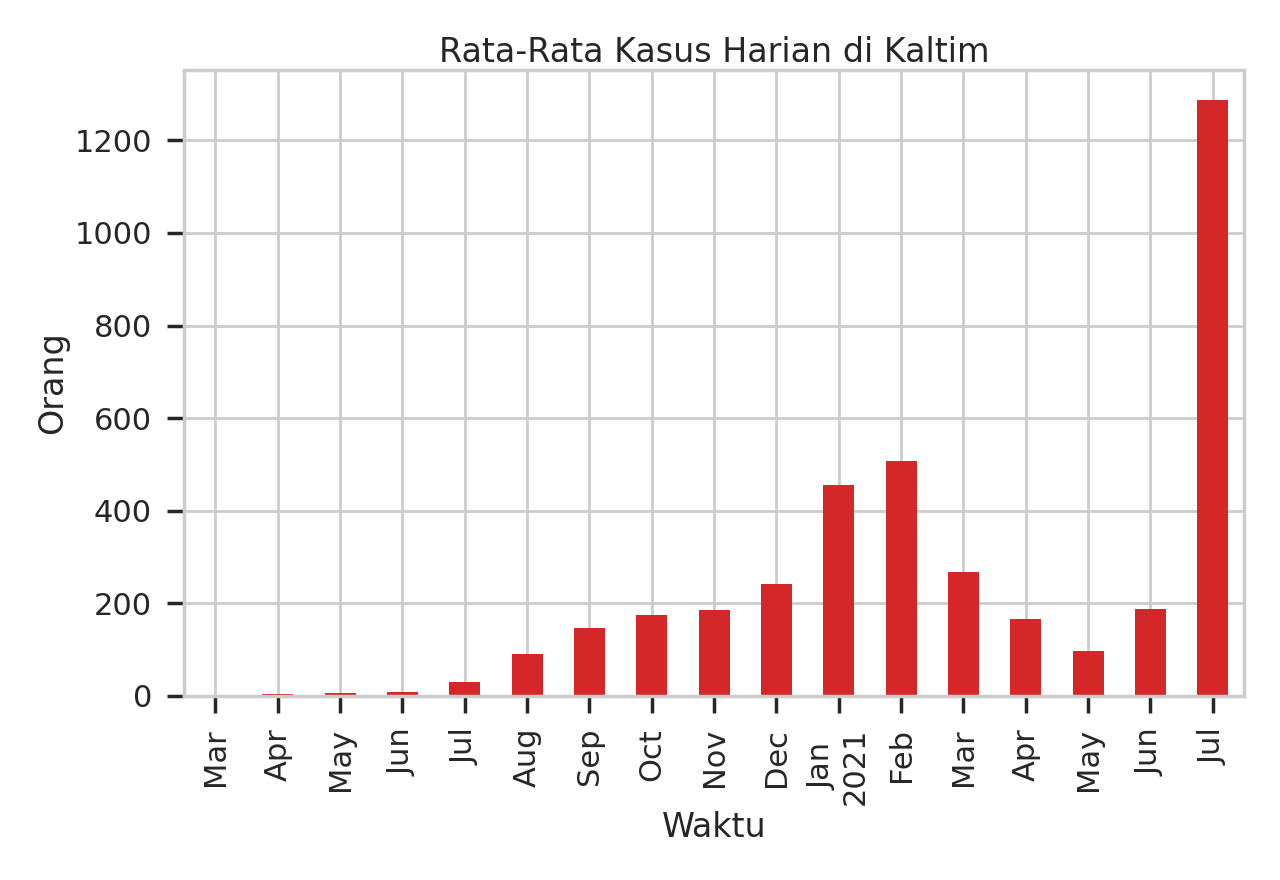 Rata-Rata Kasus Harian di Kaltim
Orang
1200
1000
800
600
400
200
0
Mar
Apr
May
Jun
Jul
Aug
Sep
Oct
Nov
Dec
Jan
2021
Feb
Mar
Apr
May
Jun
Jul
Waktu